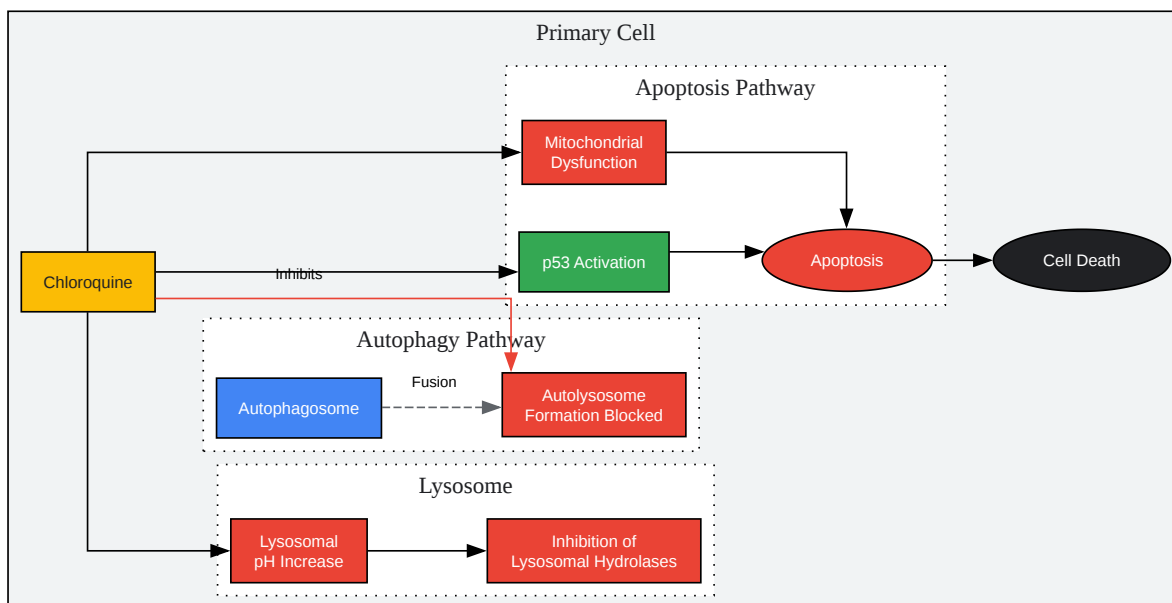 Primary Cell
Apoptosis Pathway
Mitochondrial
Dysfunction
p53 Activation
Apoptosis
Cell Death
Chloroquine
Inhibits
Autophagy Pathway
Fusion
Autophagosome
Autolysosome
Formation Blocked
Lysosome
Lysosomal
pH Increase
Inhibition of
Lysosomal Hydrolases